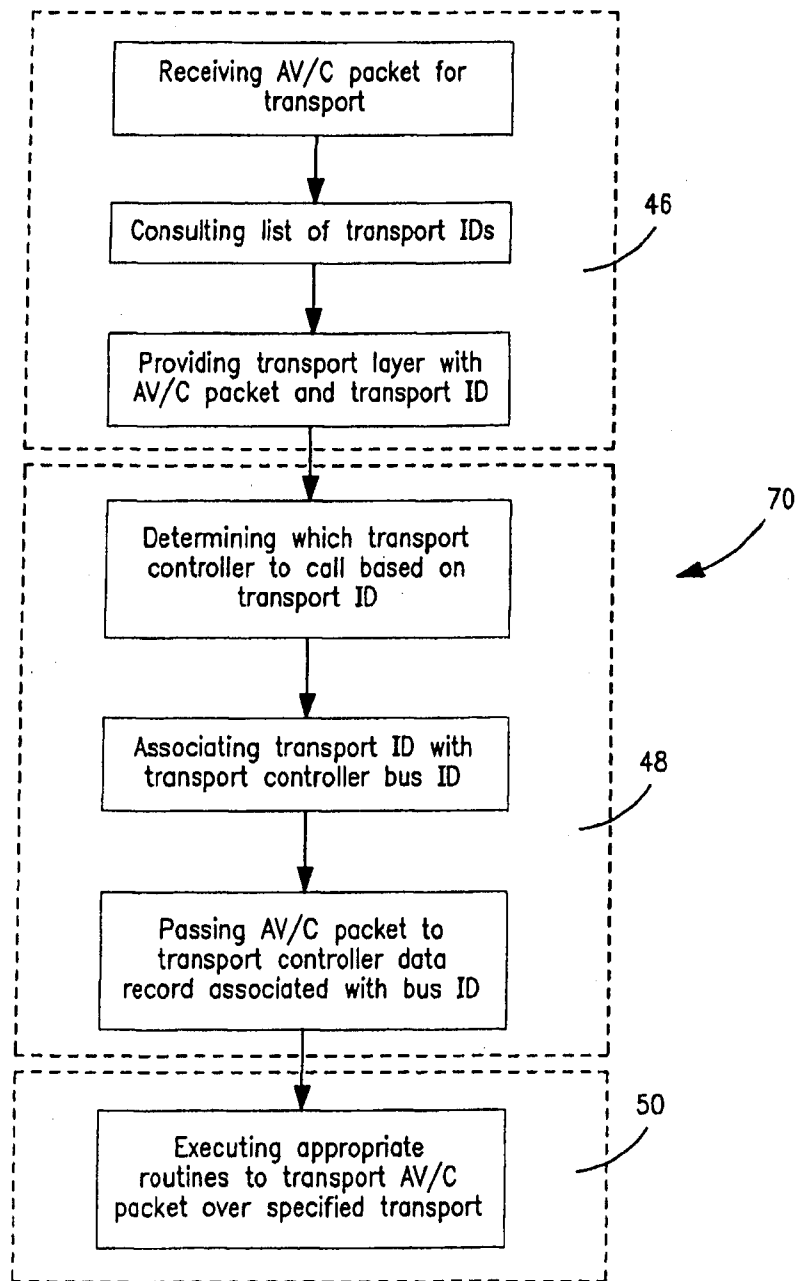 Receiving AV/C packet for
transport
Consulting list of transport IDs
46
Providing transport layer with
AV/C packet and transport ID
Determining which transport
controller to call based on
transport ID
70
Associating transport ID with
transport controller bus ID
48
Passing AV/C packet to
transport controller data
record associated with bus ID
50
Executing appropriate
routines to transport AV/C
packet over specified transport